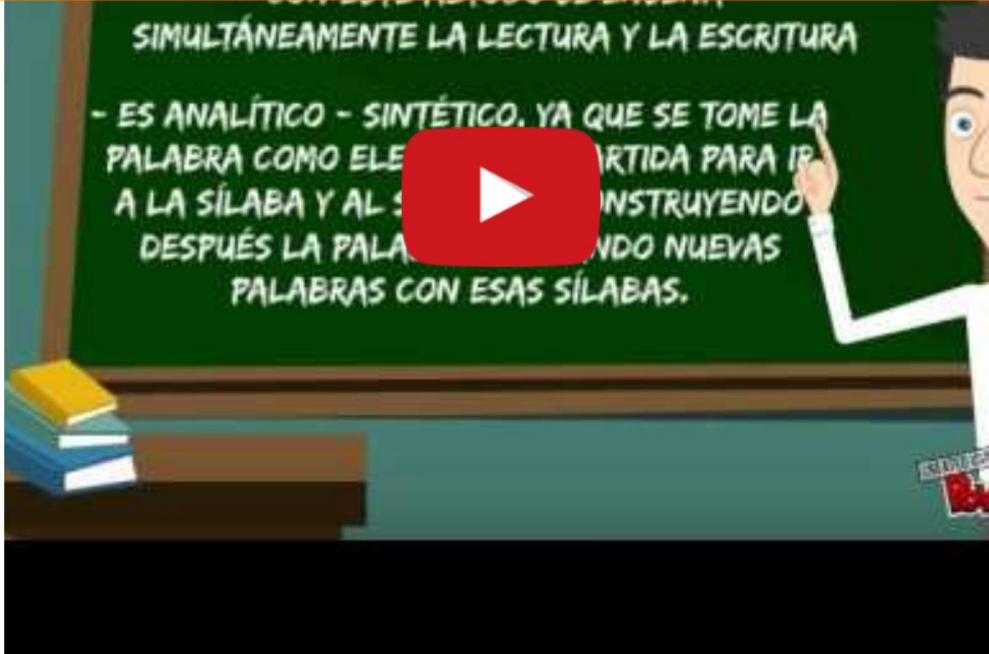 SIMULTÁNEAMENTE LA LECTURA Y LA ESCRITURA
- ES ANALÍTICO - SINTÉTICO, YA QUE SE TOME LA
PALABRA COMO ELE ARTIDA PARA IR
A LA SÍLABA Y AL S NSTRUYENDO
DESPUÉS LA PALA NDO NUEVAS
PALABRAS CON ESAS SÍLABAS.